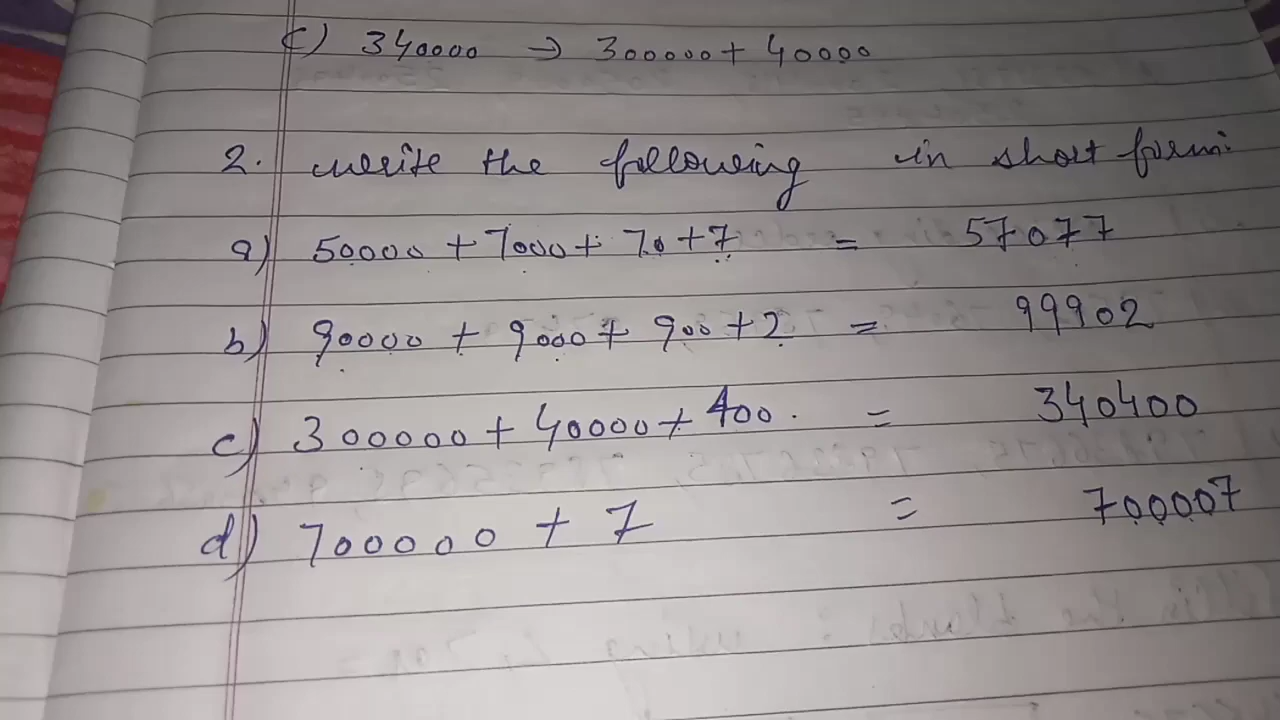 c) 340000 → 300000 + 40000
2. write the following in short form:
a) 50000 + 7000 + 70 + 7 = 57077
b) 90000 + 9000 + 900 + 2 = 99902
c) 300000 + 40000 + 400. = 340400
d) 700000 + 7 = 700007